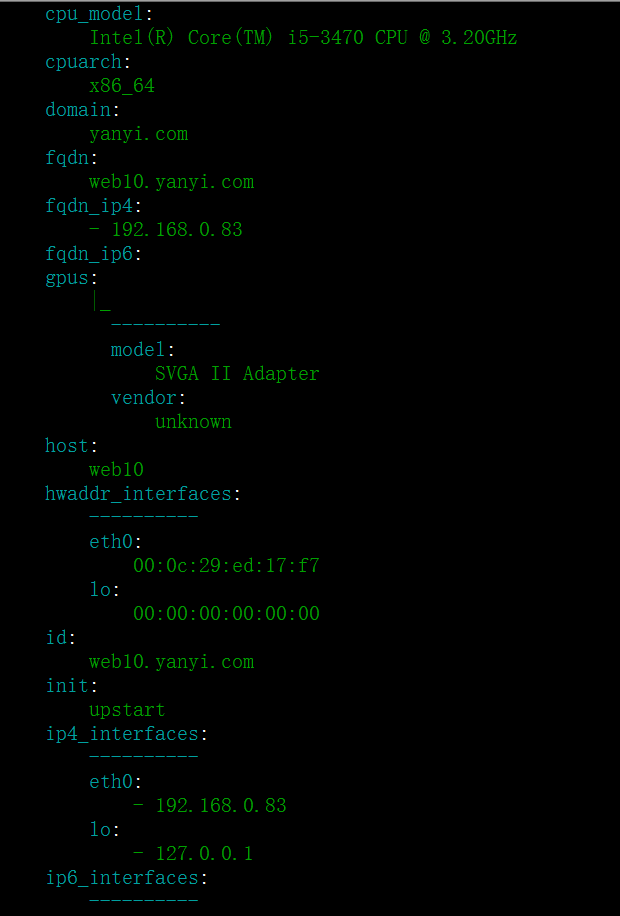 cpu_model:
Intel(R) Core(TM) i5-3470 CPU @ 3.20GHz
cpuarch:
x86_64
domain:
yanyi.com
fqdn:
web10.yanyi.com
fqdn_ip4:
- 192.168.0.83
fqdn_ip6:
gpus:
|_
----------
model:
SVGA II Adapter
vendor:
unknown
host:
web10
hwaddr_interfaces:
----------
eth0:
00:0c:29:ed:17:f7
lo:
00:00:00:00:00:00
id:
web10.yanyi.com
init:
upstart
ip4_interfaces:
----------
eth0:
- 192.168.0.83
lo:
- 127.0.0.1
ip6_interfaces:
----------